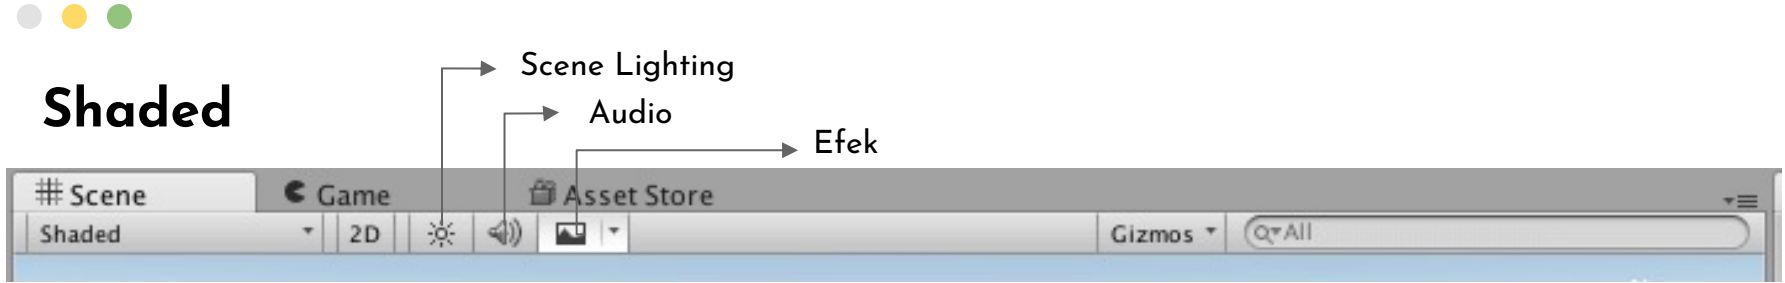 Scene Lighting
Shaded
Audio
Efek
Scene Game Asset Store
Shaded 2D Gizmos All